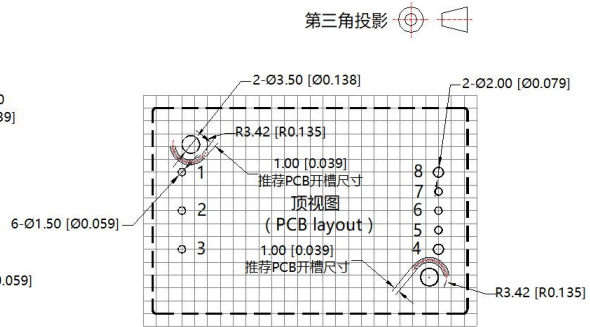 第三角投影
2-Ø3.50 [Ø0.138]
2-Ø2.00 [Ø0.079]
R3.42 [R0.135]
1.00 [0.039]
推荐PCB开槽尺寸
1
8
7
6-Ø1.50 [Ø0.059]
2
顶视图
6
（PCB layout）
5
3
1.00 [0.039]
4
推荐PCB开槽尺寸
R3.42 [R0.135]
0
39]
.059]